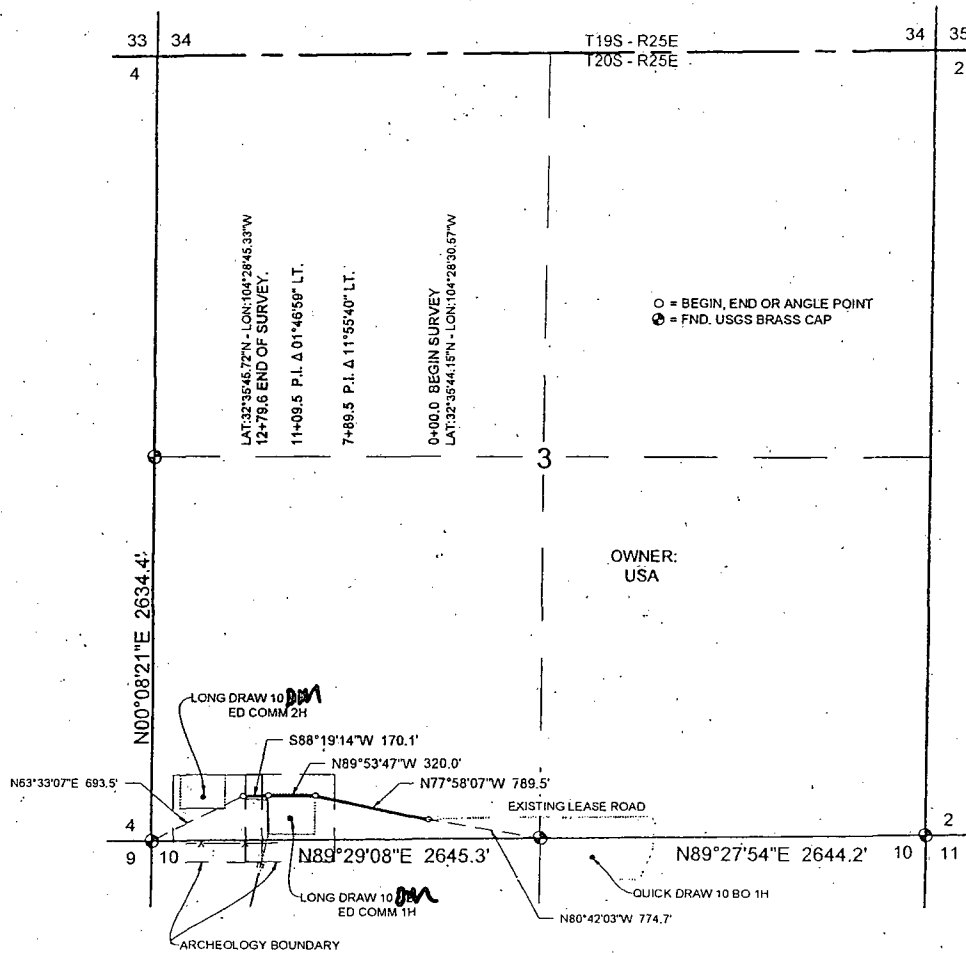 33 34
34 35
T19S - R25E
T20S - R25E
4
2
LAT:32°35'45.72"N - LON:104°28'45.33"W
12+79.6 END OF SURVEY.
11+09.5 P.I. Δ 01°46'59" LT.
7+89.5 P.I. Δ 11°55'40" LT.
0+00.0 BEGIN SURVEY
LAT:32°35'44.15"N - LON:104°28'30.57"W
= BEGIN, END OR ANGLE POINT
= FND. USGS BRASS CAP
3
OWNER:
USA
N00°08'21"E 2634.4'
LONG DRAW 10
ED COMM 2H
S88°19'14"W 170.1'
N89°53'47"W 320.0'
N63°33'07"E 693.5'
N77°58'07"W 789.5'
EXISTING LEASE ROAD
4
2
9 10
N89°29'08"E 2645.3'
N89°27'54"E 2644.2'
10 11
LONG DRAW 10
ED COMM 1H
QUICK DRAW 10 BO 1H
N80°42'03"W 774.7'
ARCHEOLOGY BOUNDARY